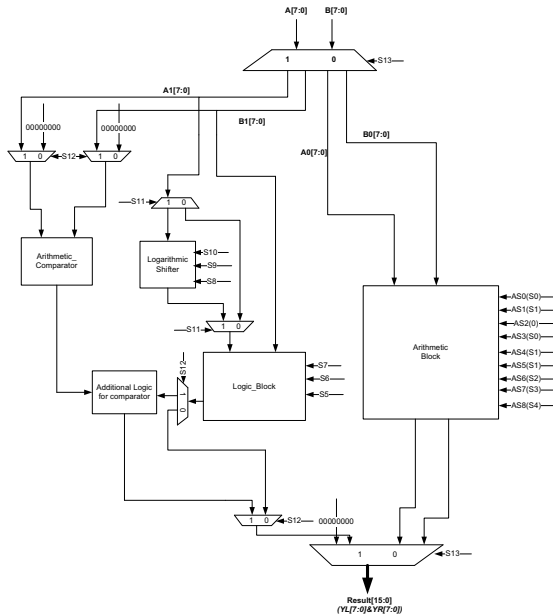 A[7:0] B[7:0]
1 0
S13
A1[7:0]
B1[7:0]
A0[7:0]
B0[7:0]
00000000
00000000
1 0
S12
1 0
S11
1 0
Arithmetic_
Comparator
Logarithmic
Shifter
S10
S9
S8
S11
1 0
Arithmetic
Block
AS0(S0)
AS1(S1)
AS2(0)
AS3(S0)
AS4(S1)
AS5(S1)
AS6(S2)
AS7(S3)
AS8(S4)
S12
Additional Logic
for comparator
1
0
Logic_Block
S7
S6
S5
1 0
S12
00000000
1 0
S13
Result[15:0]
(YL[7:0]&YR[7:0])